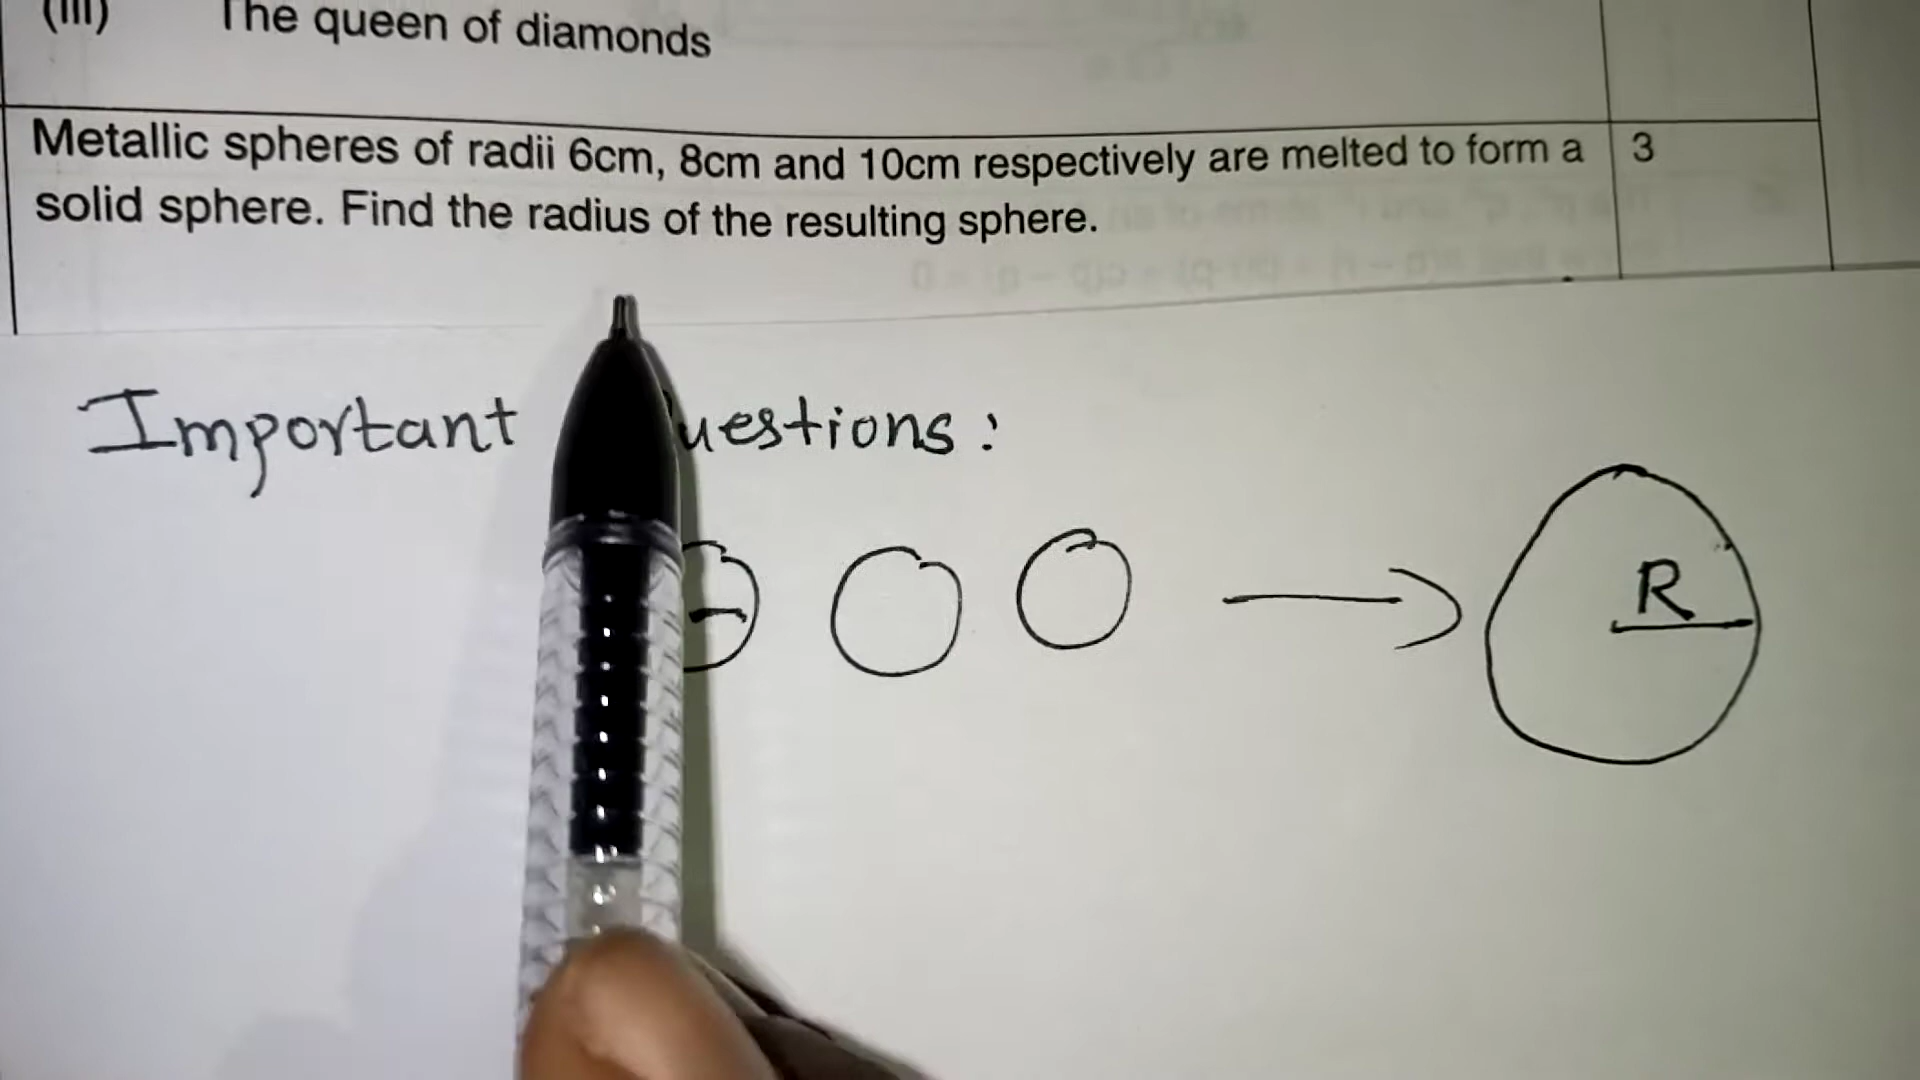 (III) The queen of diamonds
Metallic spheres of radii 6cm, 8cm and 10cm respectively are melted to form a 3
solid sphere. Find the radius of the resulting sphere.
Important uestions:
R